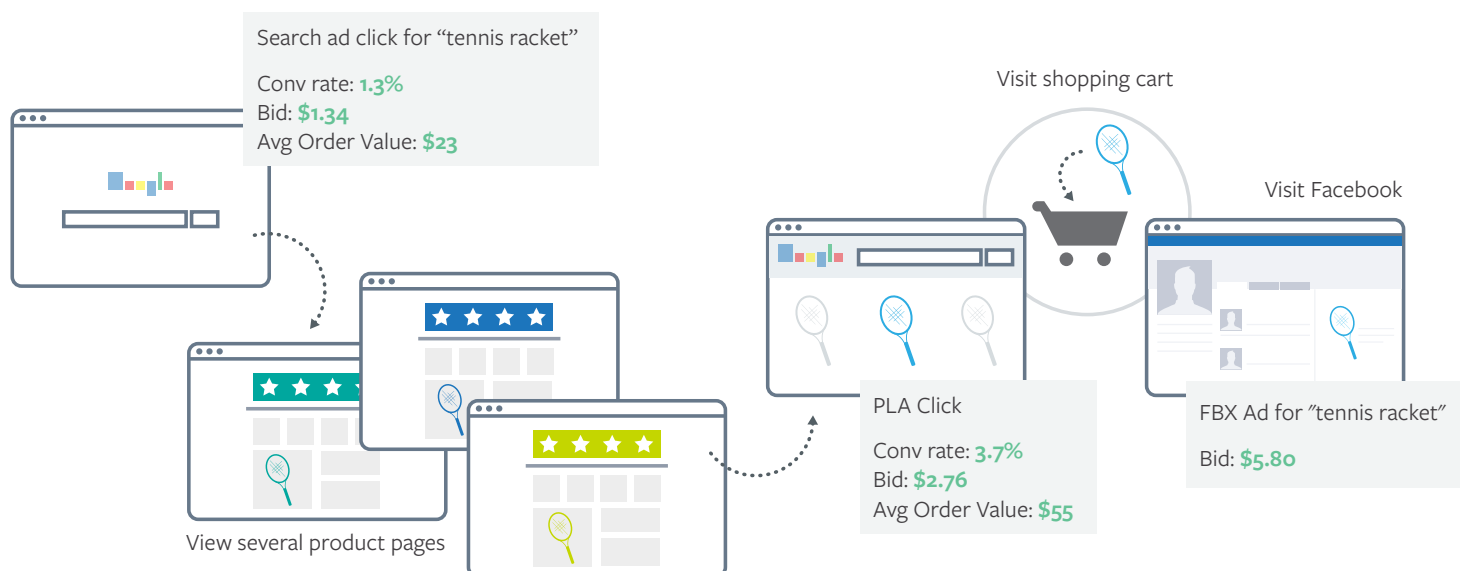 Search ad click for “tennis racket”
Conv rate: 1.3%
Bid: $1.34
Avg Order Value: $23
View several product pages
PLA Click
Conv rate: 3.7%
Bid: $2.76
Avg Order Value: $55
Visit shopping cart
Visit Facebook
FBX Ad for "tennis racket"
Bid: $5.80